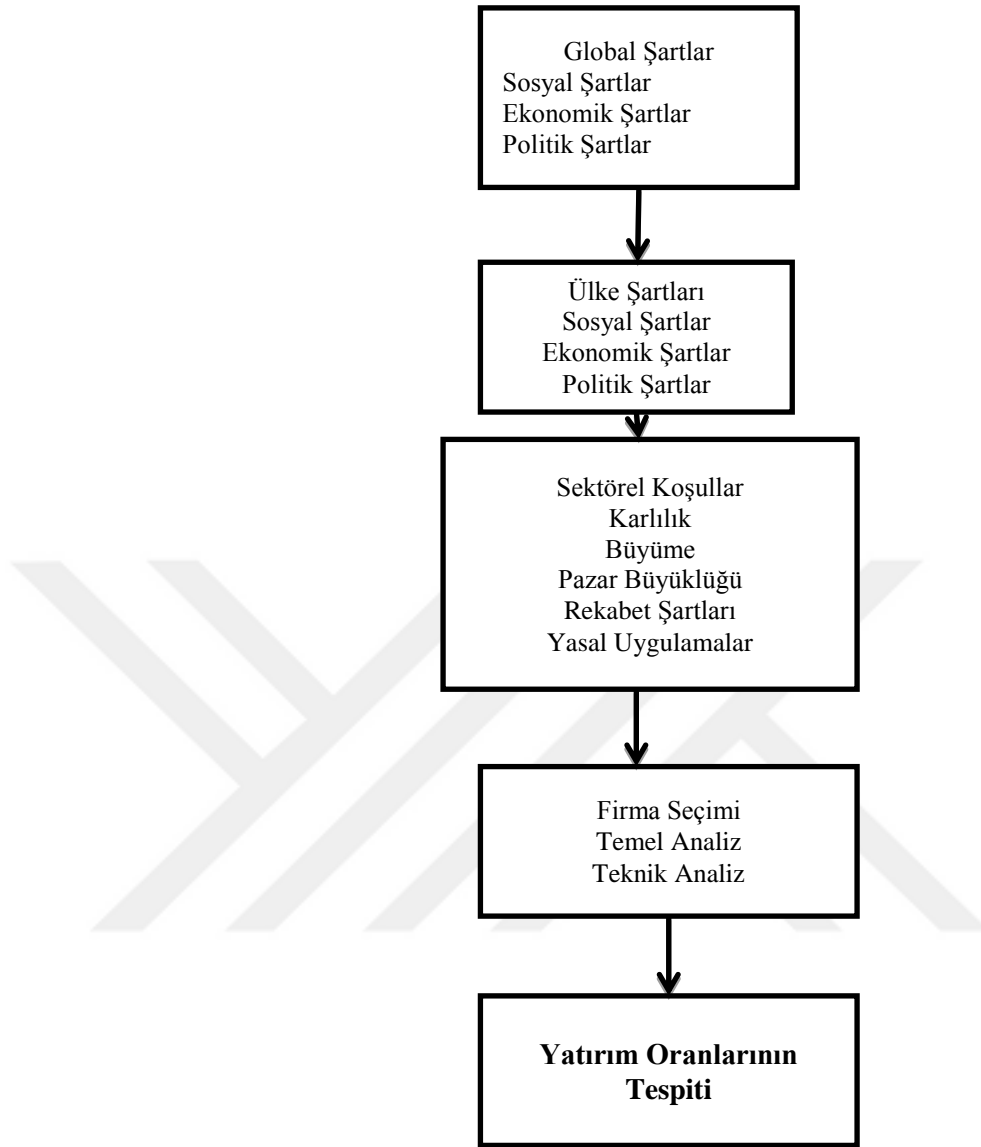 Global Şartlar
Sosyal Şartlar
Ekonomik Şartlar
Politik Şartlar
Ülke Şartları
Sosyal Şartlar
Ekonomik Şartlar
Politik Şartlar
Sektörel Koşullar
Karlılık
Büyüme
Pazar Büyüklüğü
Rekabet Şartları
Yasal Uygulamalar
Firma Seçimi
Temel Analiz
Teknik Analiz
Yatırım Oranlarının
Tespiti